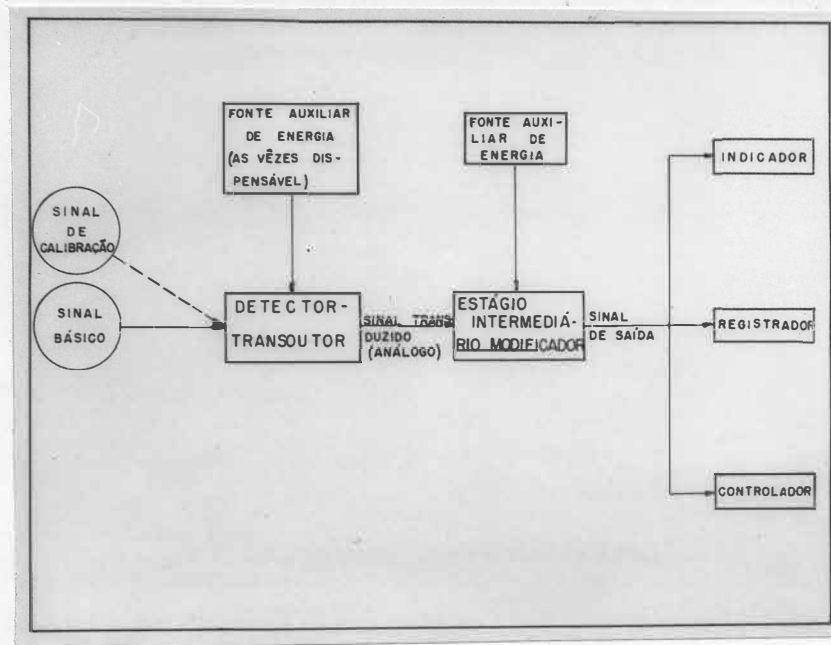 FONTE AUXILIAR
DE ENERGIA
(AS VÊZES DIS-
PENSÁVEL)
FONTE AUXI-
LIAR DE
ENERGIA
INDICADOR
SINAL
DE
CALIBRAÇÃO
SINAL
BÁSICO
DETECTOR-
TRANSOUTOR
SINAL TRANS
DUZIDO
(ANÁLOGO)
ESTÁGIO
INTERMEDIÁ-
RIO MODIFICADOR
SINAL
DE SAÍDA
REGISTRADOR
CONTROLADOR